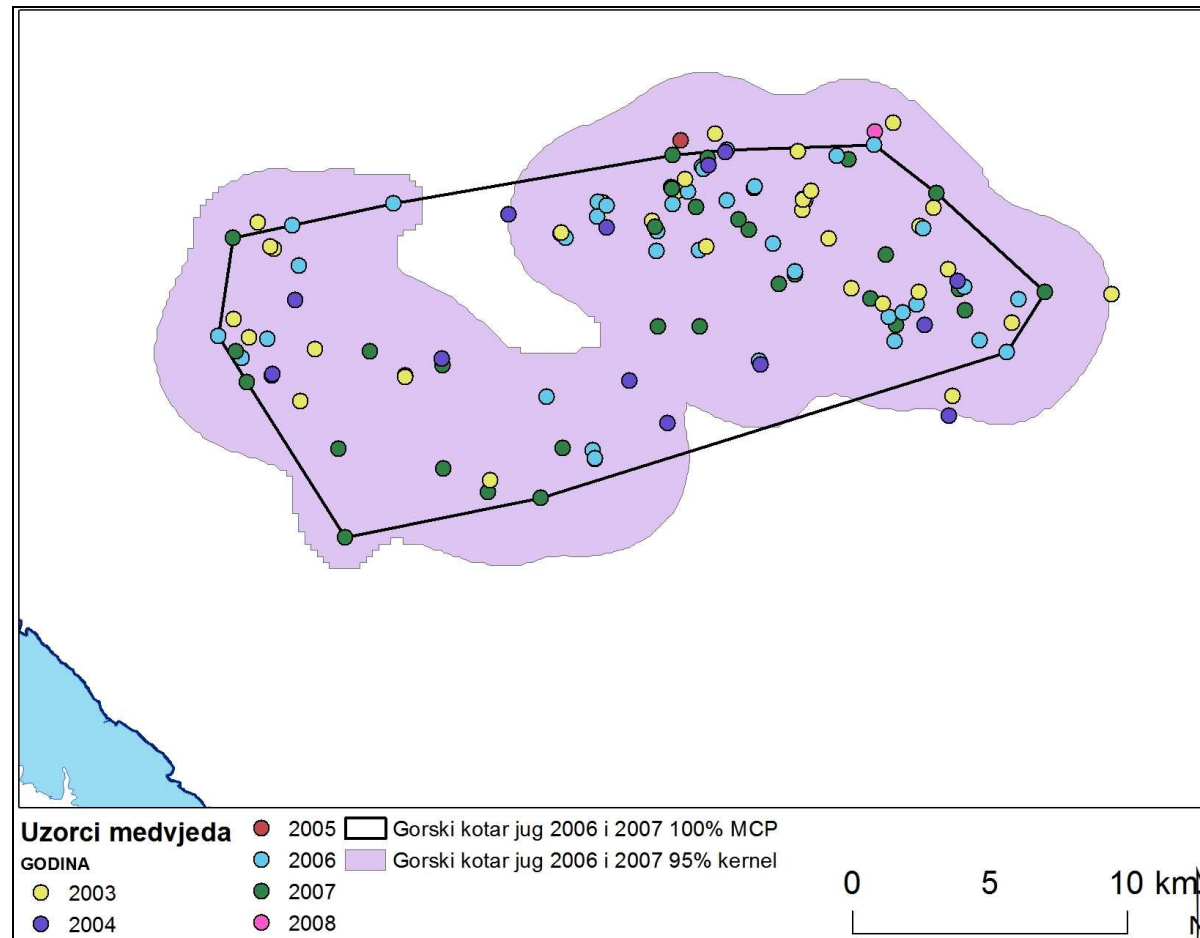 Uzorci medvjeda
GODINA
2003
2004
2005
2006
2007
2008
Gorski kotar jug 2006 i 2007 100% MCP
Gorski kotar jug 2006 i 2007 95% kernel
0 5 10 km
N